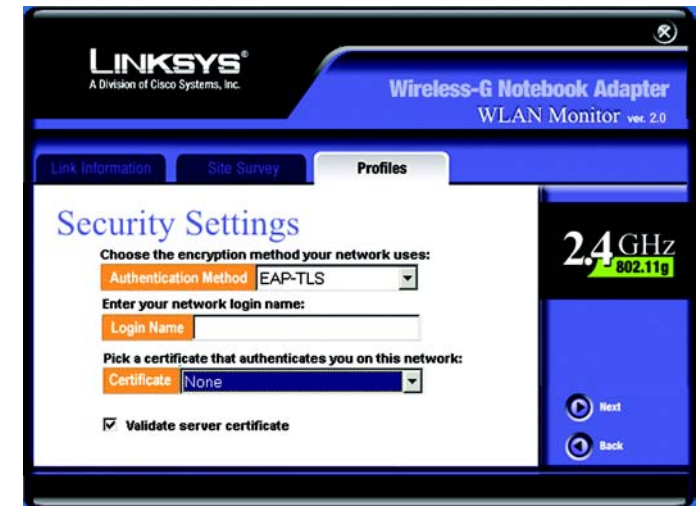 LINKSYS®
A Division of Cisco Systems, Inc.
Wireless-G Notebook Adapter
WLAN Monitor ver. 2.0
Link Information
Site Survey
Profiles
Security Settings
Choose the encryption method your network uses:
Authentication Method EAP-TLS
Enter your network login name:
Login Name
Pick a certificate that authenticates you on this network:
Certificate None
Validate server certificate
2.4 GHz
802.11g
Next
Back